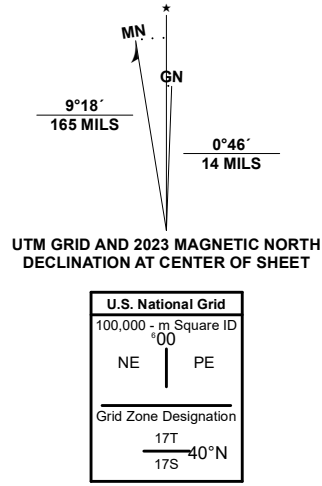 ★
MN
GN
9°18´
165 MILS
0°46´
14 MILS
UTM GRID AND 2023 MAGNETIC NORTH
DECLINATION AT CENTER OF SHEET
U.S. National Grid
100,000 - m Square ID
⁶00
NE PE
Grid Zone Designation
17T
40°N
17S